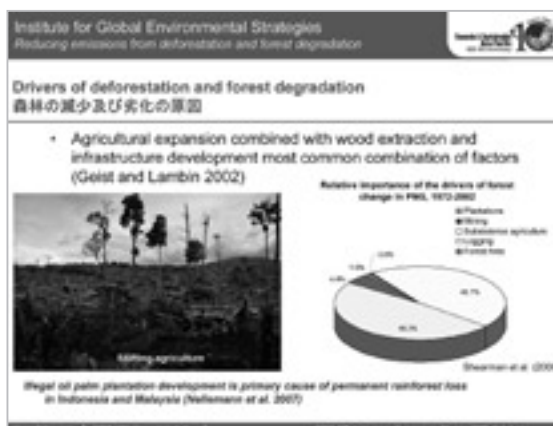 Institute for Global Environmental Strategies
Reducing emissions from deforestation and forest degradation
Drivers of deforestation and forest degradation
森林の減少及び劣化の原因
• Agricultural expansion combined with wood extraction and
infrastructure development most common combination of factors
(Geist and Lambin 2002)
Relative importance of the drivers of forest
change in PNG, 1972-2002
Plantations
Mining
Subsistence agriculture
Logging
Forest fires
Shifting agriculture
Shearman et al.
Illegal oil palm plantation development is primary cause of permanent rainforest loss
in Indonesia and Malaysia (Nellemann et al. 2007)